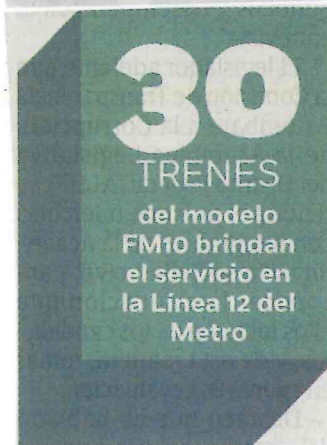 30
TRENES
del modelo
FM10 brindan
el servicio en
la Línea 12 del
Metro